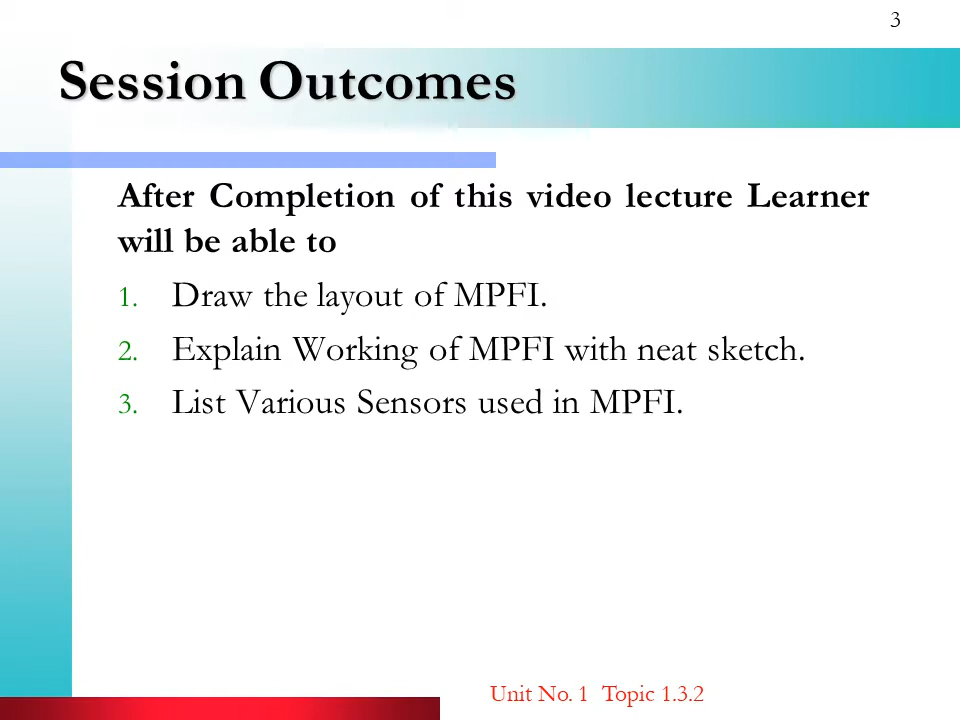 3
Session Outcomes
After Completion of this video lecture Learner
will be able to
1. Draw the layout of MPFI.
2. Explain Working of MPFI with neat sketch.
3. List Various Sensors used in MPFI.
Unit No. 1 Topic 1.3.2